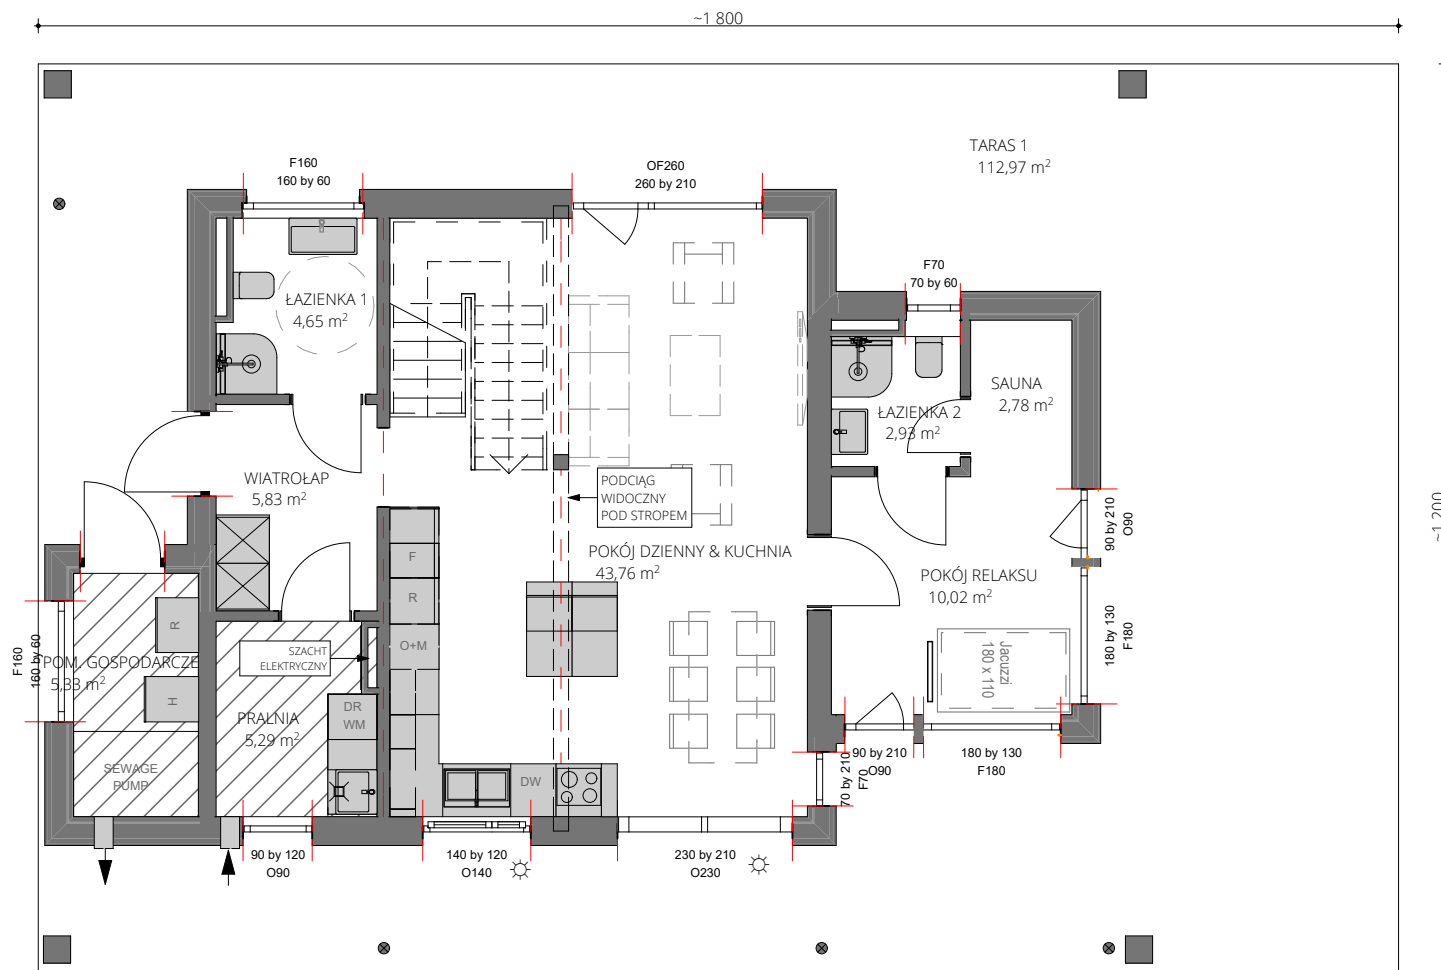 ~1 800
TARAS 1
112,97 m²
F160
160 by 60
OF260
260 by 210
F70
70 by 60
ŁAZIENKA 1
4,65 m²
SAUNA
2,78 m²
ŁAZIENKA 2
2,93 m²
WIATROŁAP
5,83 m²
PODCIĄG
WIDOCZNY
POD STROPEM
90 by 210
O90
~1 200
POKÓJ DZIENNY & KUCHNIA
43,76 m²
F
R
O+M
POKÓJ RELAKSU
10,02 m²
180 by 130
F180
Jacuzzi
180 x 110
F160
160 by 60
R
POM. GOSPODARCZE
5,33 m²
H
SZACHT
ELEKTRYCZNY
PRALNIA
5,29 m²
DR
WM
SEWAGE
PUMP
DW
70 by 210
F70
90 by 210
O90
180 by 130
F180
90 by 120
O90
140 by 120
O140
230 by 210
O230